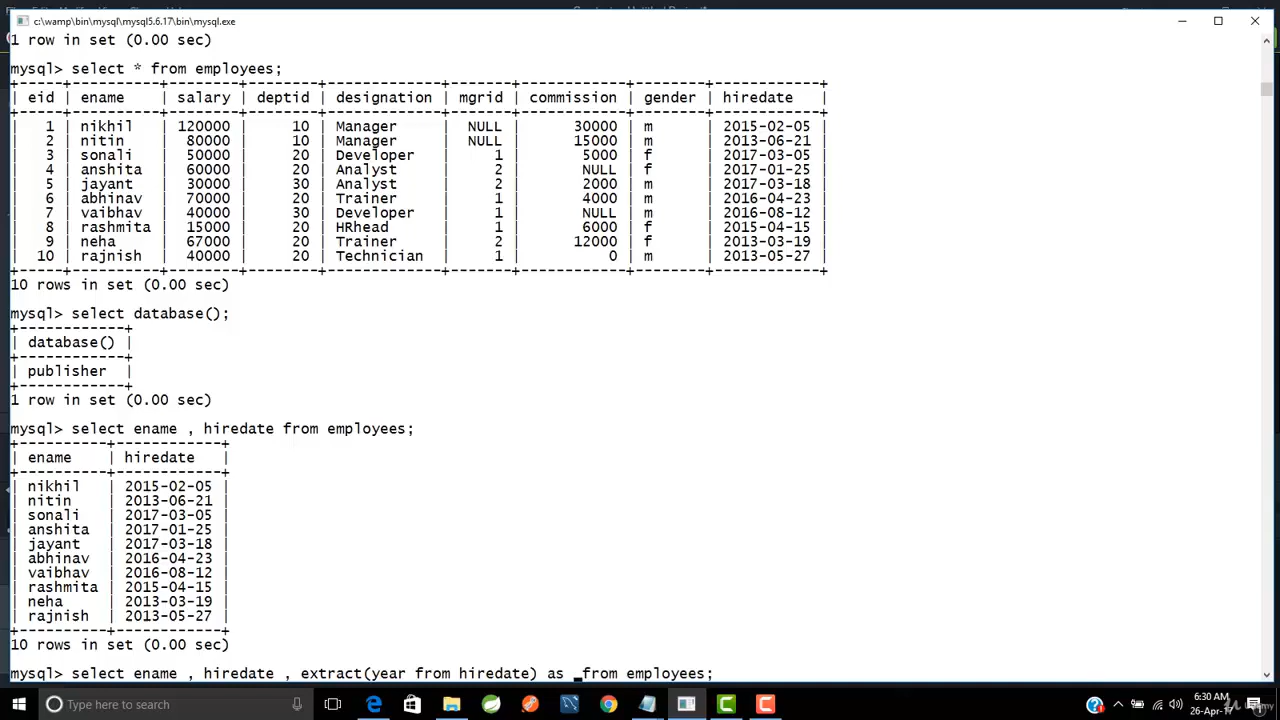 c:\wamp\bin\mysql\mysql5.6.17\bin\mysql.exe
1 row in set (0.00 sec)
mysql> select * from employees;
+------+----------+--------+--------+-------------+-------+------------+--------+------------+
| eid | ename | salary | deptid | designation | mgrid | commission | gender | hiredate |
+------+----------+--------+--------+-------------+-------+------------+--------+------------+
| 1 | nikhil | 120000 | 10 | Manager | NULL | 30000 | m | 2015-02-05 |
| 2 | nitin | 80000 | 10 | Manager | NULL | 15000 | m | 2013-06-21 |
| 3 | sonali | 50000 | 20 | Developer | 1 | 5000 | f | 2017-03-05 |
| 4 | anshita | 60000 | 20 | Analyst | 2 | NULL | f | 2017-01-25 |
| 5 | jayant | 30000 | 30 | Analyst | 2 | 2000 | m | 2017-03-18 |
| 6 | abhinav | 70000 | 20 | Trainer | 1 | 4000 | m | 2016-04-23 |
| 7 | vaibhav | 40000 | 30 | Developer | 1 | NULL | m | 2016-08-12 |
| 8 | rashmita | 15000 | 20 | HRhead | 1 | 6000 | f | 2015-04-15 |
| 9 | neha | 67000 | 20 | Trainer | 2 | 12000 | f | 2013-03-19 |
| 10 | rajnish | 40000 | 20 | Technician | 1 | 0 | m | 2013-05-27 |
+------+----------+--------+--------+-------------+-------+------------+--------+------------+
10 rows in set (0.00 sec)
mysql> select database();
+------------+
| database() |
+------------+
| publisher |
+------------+
1 row in set (0.00 sec)
mysql> select ename , hiredate from employees;
+----------+------------+
| ename | hiredate |
+----------+------------+
| nikhil | 2015-02-05 |
| nitin | 2013-06-21 |
| sonali | 2017-03-05 |
| anshita | 2017-01-25 |
| jayant | 2017-03-18 |
| abhinav | 2016-04-23 |
| vaibhav | 2016-08-12 |
| rashmita | 2015-04-15 |
| neha | 2013-03-19 |
| rajnish | 2013-05-27 |
+----------+------------+
10 rows in set (0.00 sec)
mysql> select ename , hiredate , extract(year from hiredate) as _from employees;
Type here to search
6:30 AM
26-Apr-